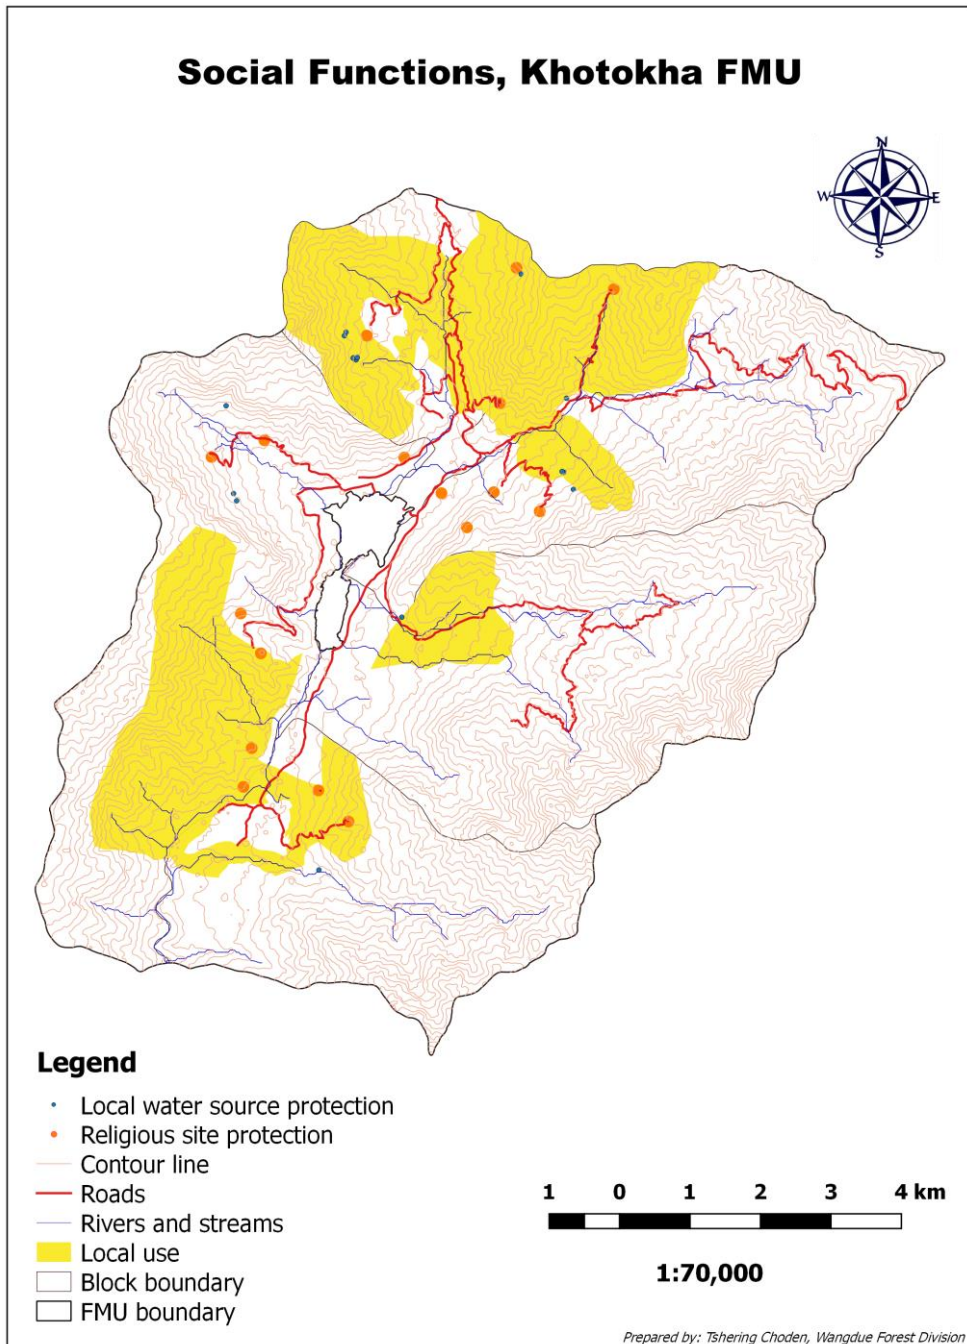 Social Functions, Khotokha FMU
N
W E
S
Legend
Local water source protection
Religious site protection
Contour line
Roads
Rivers and streams
Local use
Block boundary
FMU boundary
1 0 1 2 3 4 km
1:70,000
Prepared by: Tshering Choden, Wangdue Forest Division